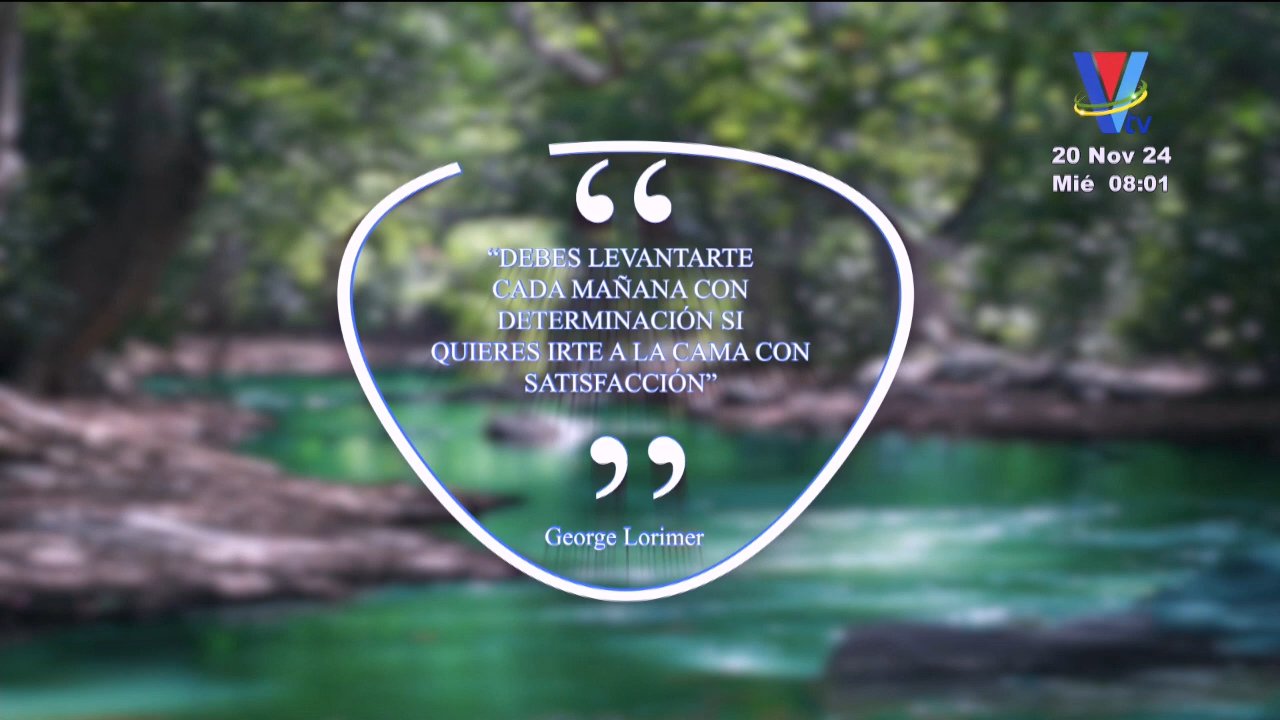 Vtv
20 Nov 24
Mié 08:01
“DEBES LEVANTARTE
CADA MAÑANA CON
DETERMINACIÓN SI
QUIERES IRTE A LA CAMA CON
SATISFACCIÓN”
George Lorimer